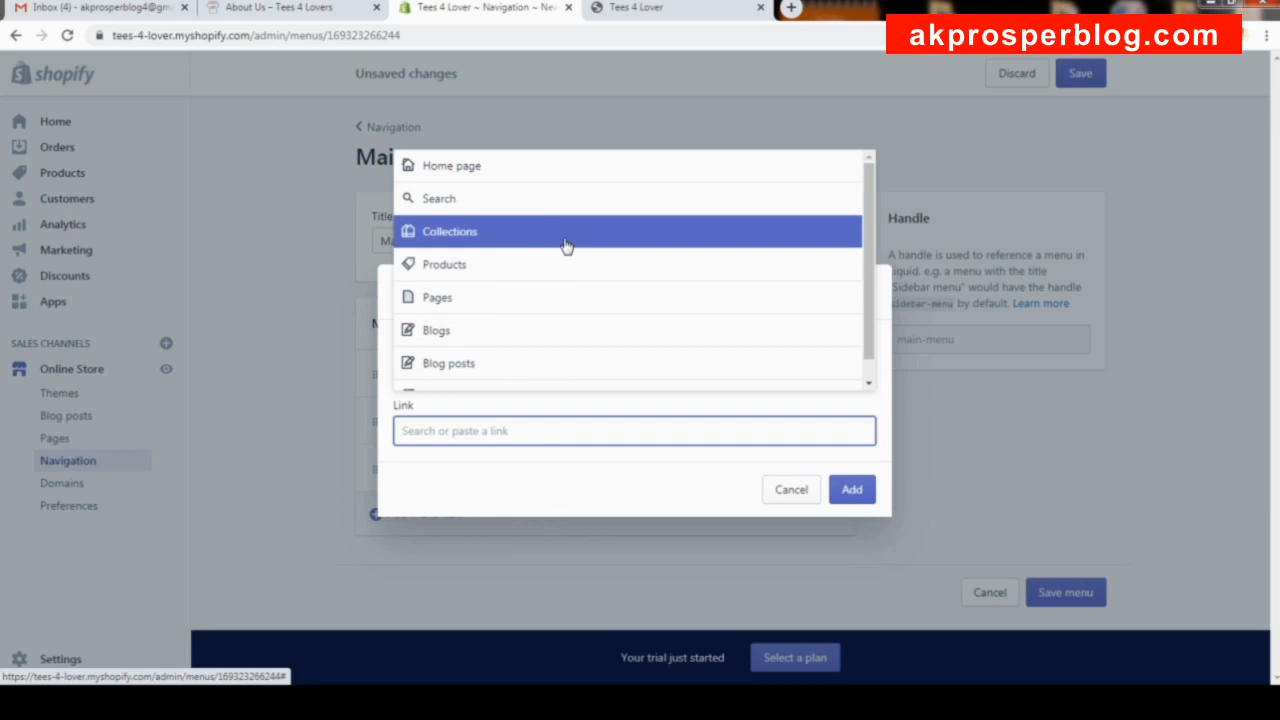 Inbox (4) - akprosperblog4@gm
About Us – Tees 4 Lovers
Tees 4 Lover ~ Navigation ~ Ne
Tees 4 Lover
tees-4-lover.myshopify.com/admin/menus/169323266244
akprosperblog.com
shopify
Unsaved changes
Discard
Save
Home
Orders
Products
Customers
Analytics
Marketing
Discounts
Apps
SALES CHANNELS
Online Store
Themes
Blog posts
Pages
Navigation
Domains
Preferences
Settings
Navigation
Mai
Title
Ma
Home page
Search
Collections
Products
Pages
Blogs
Blog posts
Link
Search or paste a link
Cancel
Add
Handle
A handle is used to reference a menu in
Liquid. e.g. a menu with the title
"Sidebar menu" would have the handle
sidebar-menu by default. Learn more
main-menu
Cancel
Save menu
Your trial just started
Select a plan
https://tees-4-lover.myshopify.com/admin/menus/169323266244#